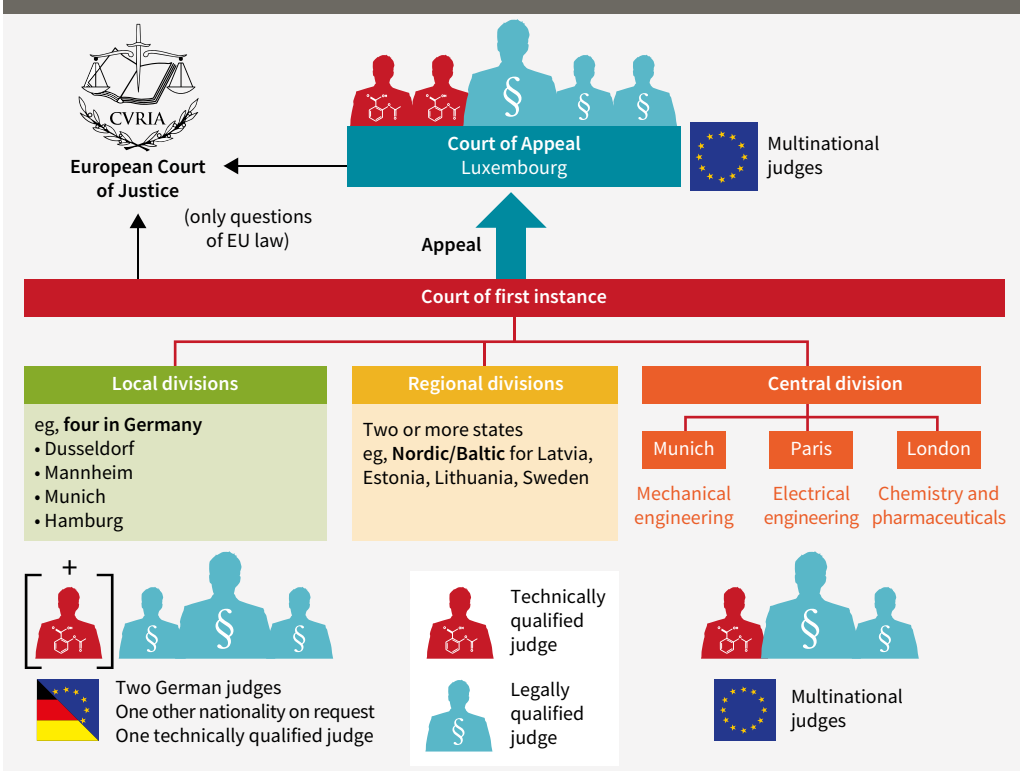 CVRIA
European Court
of Justice
§
§
§
Court of Appeal
Luxembourg
Multinational
judges
(only questions
of EU law)
Appeal
Court of first instance
Local divisions
eg, four in Germany
• Dusseldorf
• Mannheim
• Munich
• Hamburg
Regional divisions
Two or more states
eg, Nordic/Baltic for Latvia,
Estonia, Lithuania, Sweden
Central division
Munich
Paris
London
Mechanical
engineering
Electrical
engineering
Chemistry and
pharmaceuticals
+
§
§
§
Two German judges
One other nationality on request
One technically qualified judge
Technically
qualified
judge
§
Legally
qualified
judge
§
§
Multinational
judges